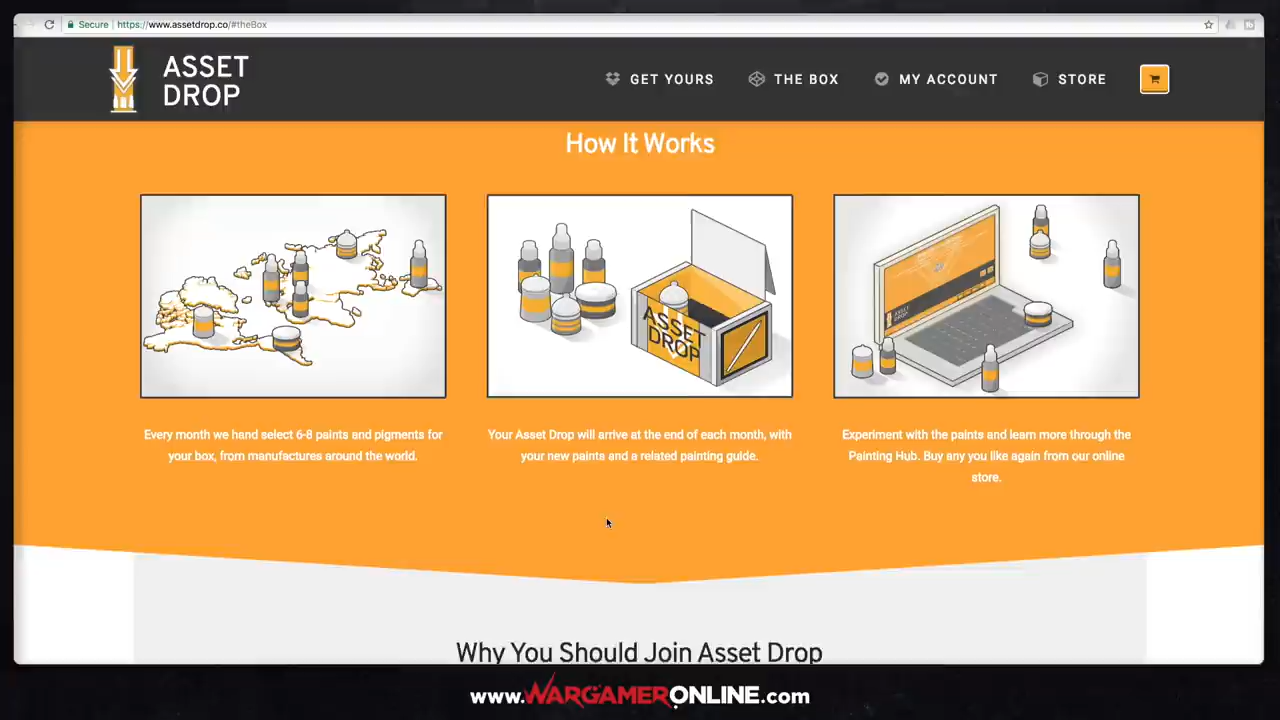 Secure | https://www.assetdrop.co/#theBox
ASSET
DROP
GET YOURS
THE BOX
MY ACCOUNT
STORE
How It Works
ASSET
DROP
Every month we hand select 6-8 paints and pigments for
your box, from manufactures around the world.
Your Asset Drop will arrive at the end of each month, with
your new paints and a related painting guide.
Experiment with the paints and learn more through the
Painting Hub. Buy any you like again from our online
store.
Why You Should Join Asset Drop
www.WARGAMERONLINE.com